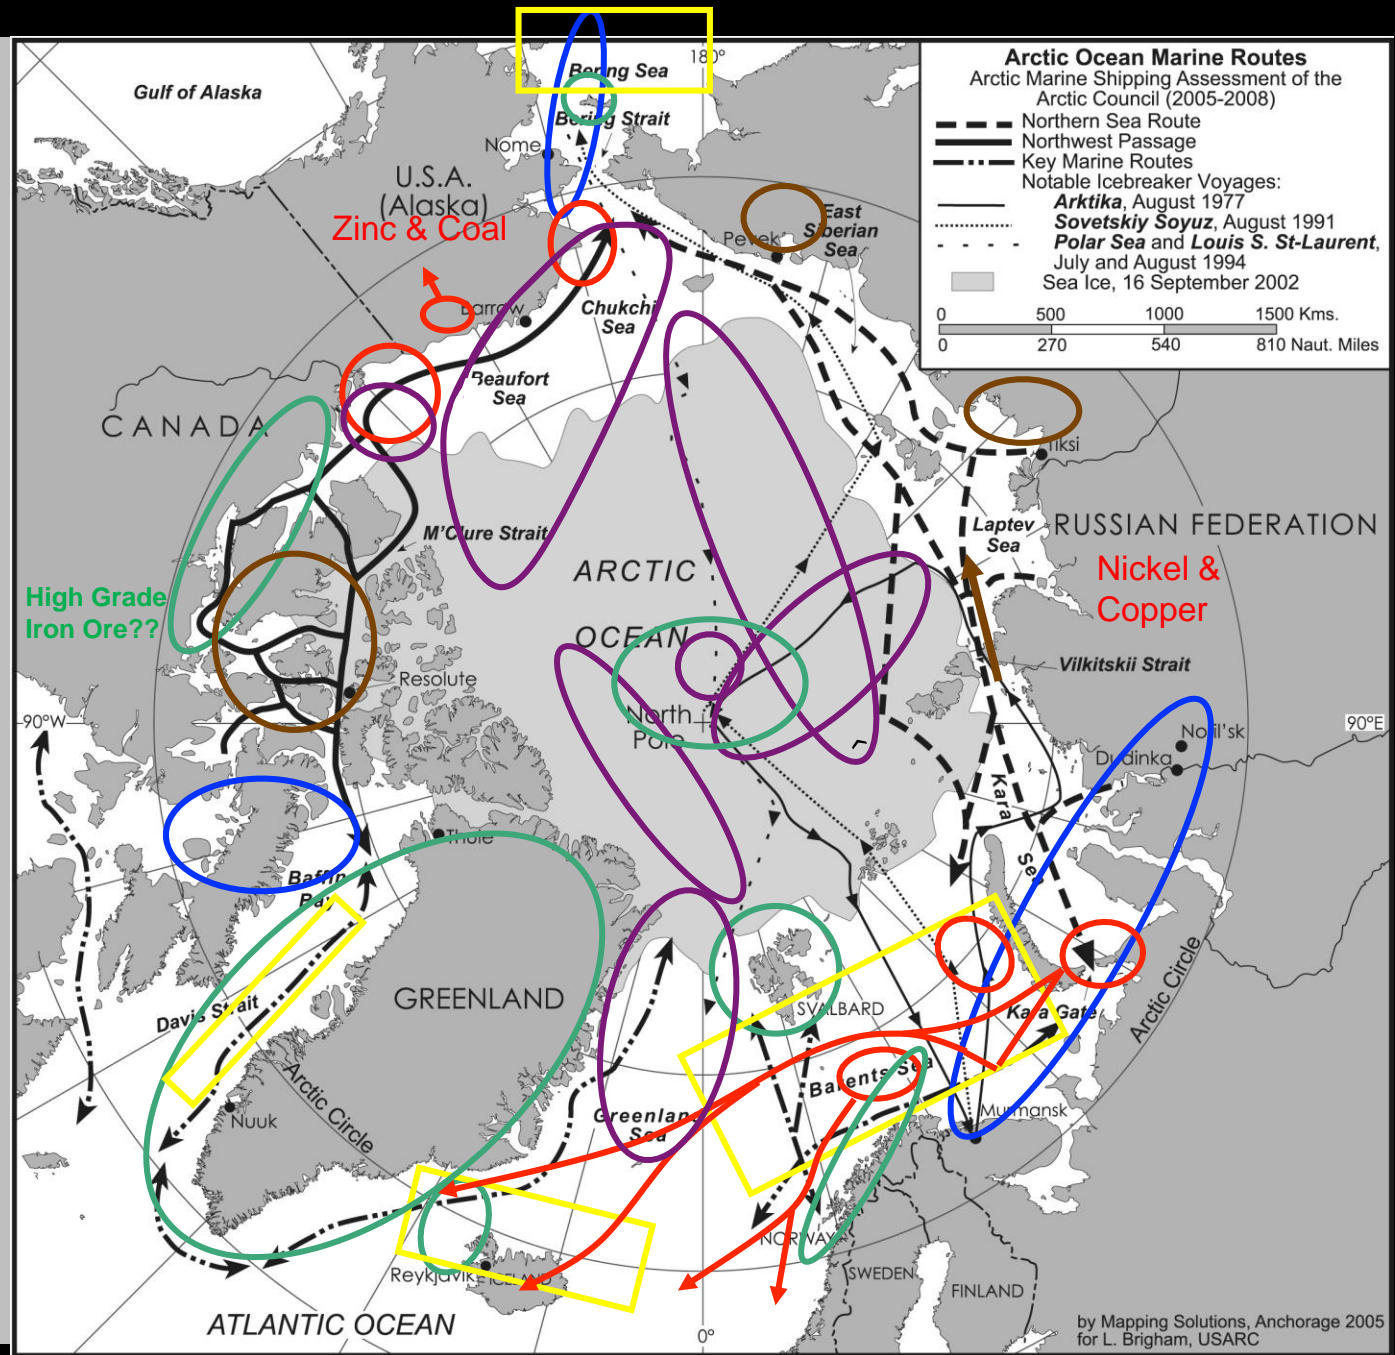 Arctic Ocean Marine Routes
Arctic Marine Shipping Assessment of the
Arctic Council (2005-2008)
Northern Sea Route
Northwest Passage
Key Marine Routes
Notable Icebreaker Voyages:
Arktika, August 1977
Sovetskiy Soyuz, August 1991
Polar Sea and Louis S. St-Laurent,
July and August 1994
Sea Ice, 16 September 2002
0 500 1000 1500 Kms.
0 270 540 810 Naut. Miles
180°
Gulf of Alaska
Bering Sea
Bering Strait
Nome
U.S.A.
(Alaska)
Zinc & Coal
East
Siberian
Sea
Pevek
Barrow
Chukchi
Sea
Beaufort
Sea
CANADA
Tiksi
M'Clure Strait
Laptev
Sea
RUSSIAN FEDERATION
ARCTIC
OCEAN
Nickel &
Copper
High Grade
Iron Ore??
Vilkitskii Strait
Resolute
North
Pole
90°W
90°E
Noril'sk
Dudinka
Kara
Sea
Thule
Baffin
Bay
GREENLAND
Davis Strait
SVALBARD
Kara Gate
Arctic Circle
Arctic Circle
Barents Sea
Nuuk
Greenland
Sea
Murmansk
NORWAY
Reykjavik
ICELAND
SWEDEN
FINLAND
ATLANTIC OCEAN
0°
by Mapping Solutions, Anchorage 2005
for L. Brigham, USARC